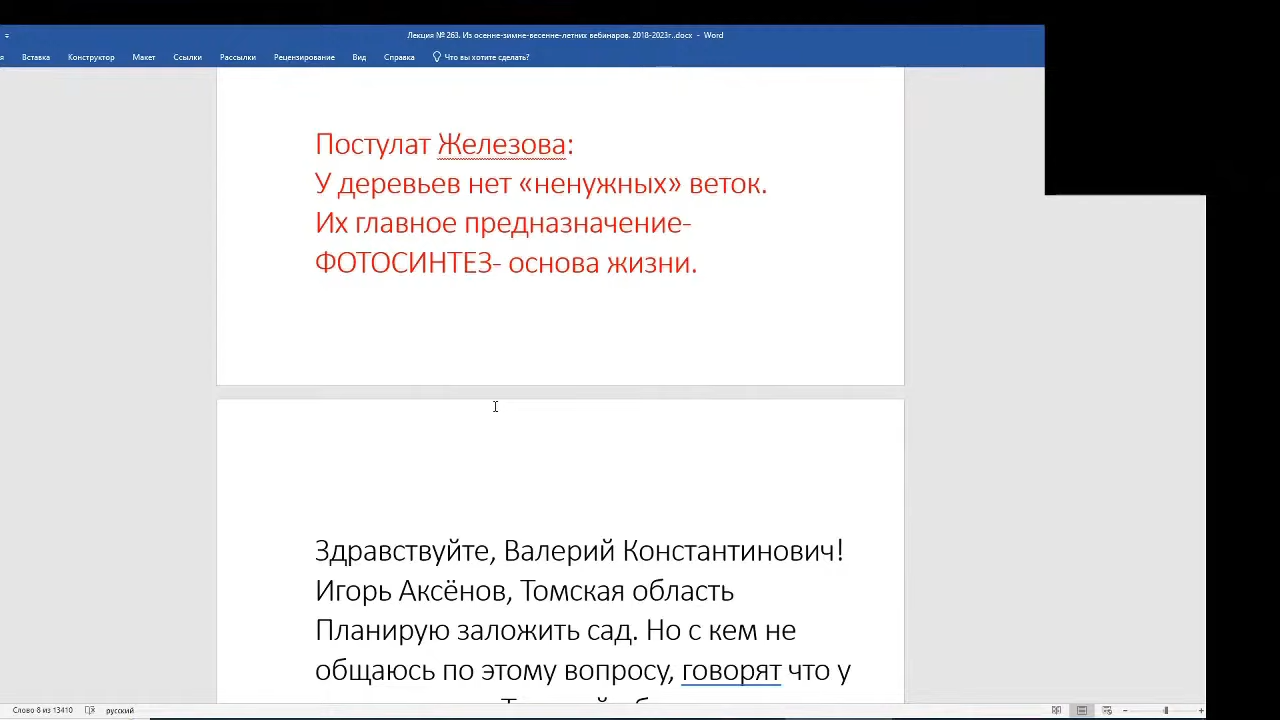 Лекция № 263. Из осенне-зимне-весенне-летних вебинаров. 2018-2023г..docx - Word
я Вставка Конструктор Макет Ссылки Рассылки Рецензирование Вид Справка Что вы хотите сделать?
Постулат Железова:
У деревьев нет «ненужных» веток.
Их главное предназначение-
ФОТОСИНТЕЗ- основа жизни.
Здравствуйте, Валерий Константинович!
Игорь Аксёнов, Томская область
Планирую заложить сад. Но с кем не
общаюсь по этому вопросу, говорят что у
Слово 8 из 13410 русский